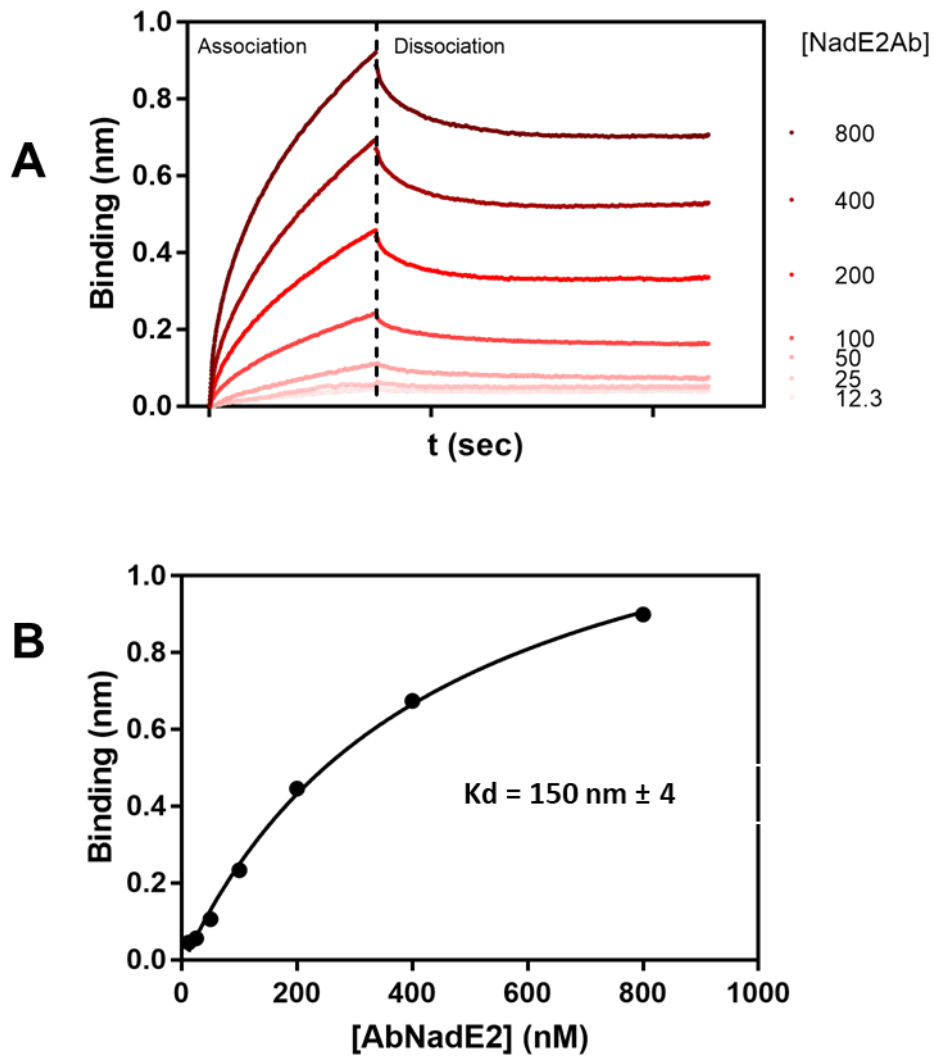 A
Binding (nm)
1.0
0.8
0.6
0.4
0.2
0.0
Association
Dissociation
t (sec)
[NadE2Ab]
800
400
200
100
50
25
12.3
B
Binding (nm)
1.0
0.8
0.6
0.4
0.2
0.0
Kd = 150 nm ± 4
0 200 400 600 800 1000
[AbNadE2] (nM)